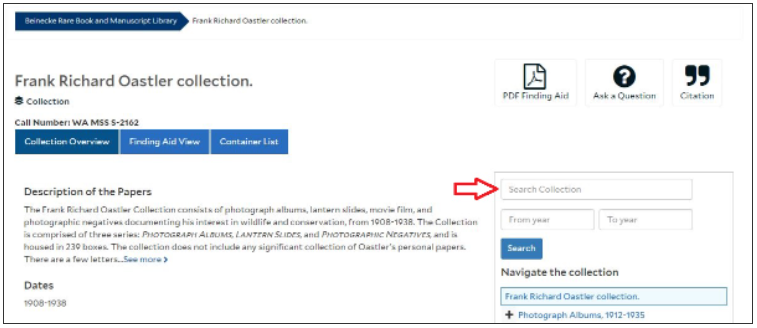 Beinecke Rare Book and Manuscript Library Frank Richard Oastler collection.
Frank Richard Oastler collection.
Collection
Call Number: WA MSS S-2162
PDF Finding Aid
Ask a Question
Citation
Collection Overview
Finding Aid View
Container List
Description of the Papers
The Frank Richard Oastler Collection consists of photograph albums, lantern slides, movie film, and
photographic negatives documenting his interest in wildlife and conservation, from 1908-1938. The Collection
is comprised of three series: PHOTOGRAPH ALBUMS, LANTERN SLIDES, and PHOTOGRAPHIC NEGATIVES, and is
housed in 239 boxes. The collection does not include any significant collection of Oastler's personal papers.
There are a few letters...See more >
Dates
1908-1938
Search Collection
From year
To year
Search
Navigate the collection
Frank Richard Oastler collection.
+ Photograph Albums, 1912-1935